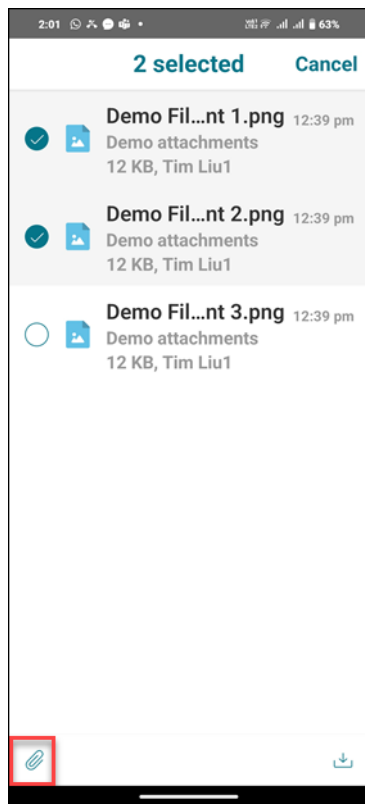 2:01 63%
2 selected Cancel
Demo Fil...nt 1.png 12:39 pm
Demo attachments
12 KB, Tim Liu1
Demo Fil...nt 2.png 12:39 pm
Demo attachments
12 KB, Tim Liu1
Demo Fil...nt 3.png 12:39 pm
Demo attachments
12 KB, Tim Liu1